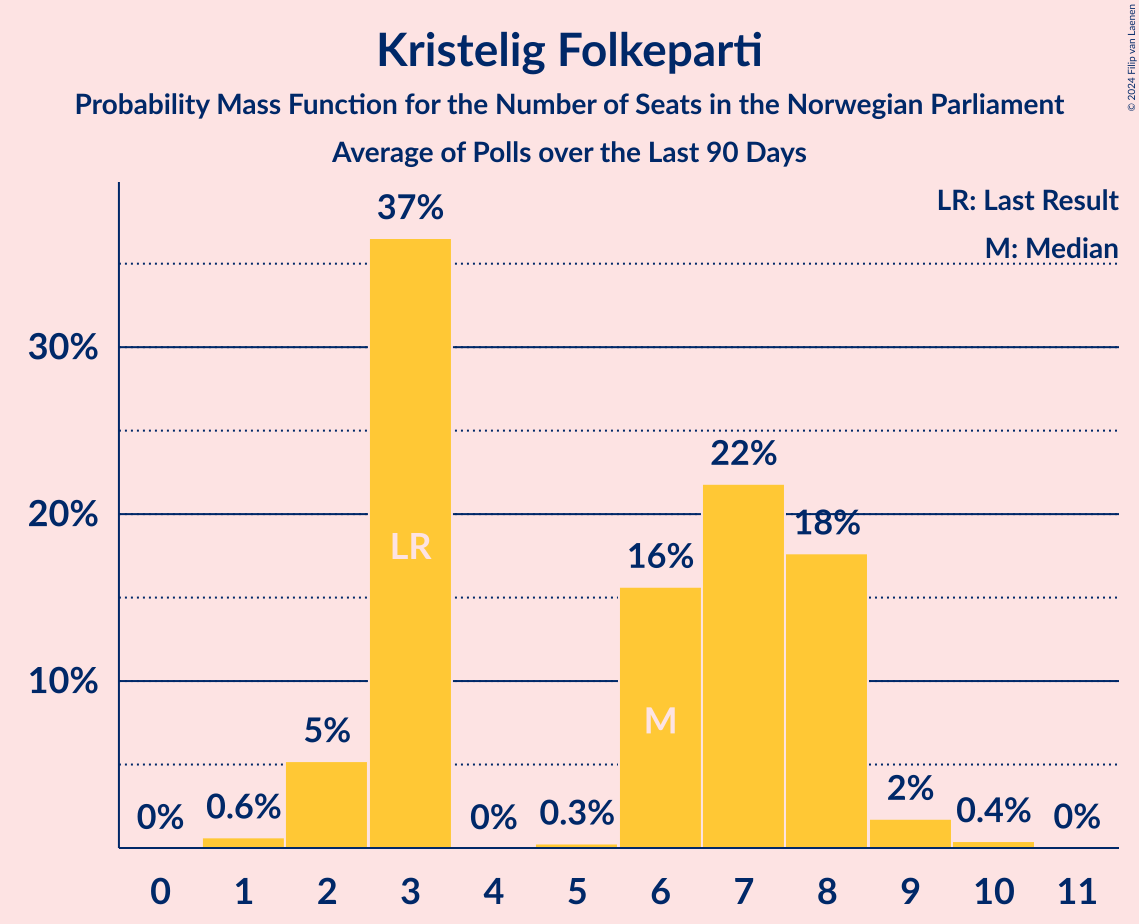 Kristelig Folkeparti
Probability Mass Function for the Number of Seats in the Norwegian Parliament
Average of Polls over the Last 90 Days
© 2024 Filip van Laenen
LR: Last Result
M: Median
37%
30%
22%
20%
18%
16%
LR
10%
M
5%
2%
0%
0.6%
0%
0.3%
0.4%
0%
0 1 2 3 4 5 6 7 8 9 10 11